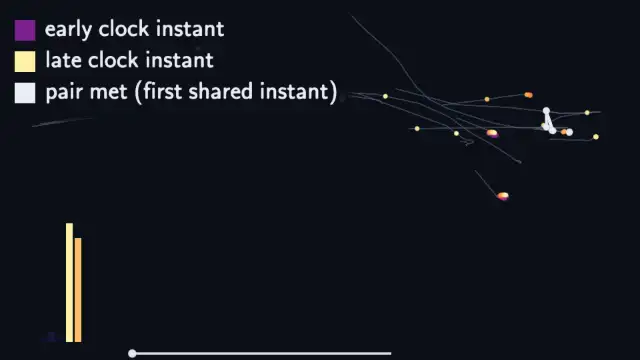 early clock instant
late clock instant
pair met (first shared instant)